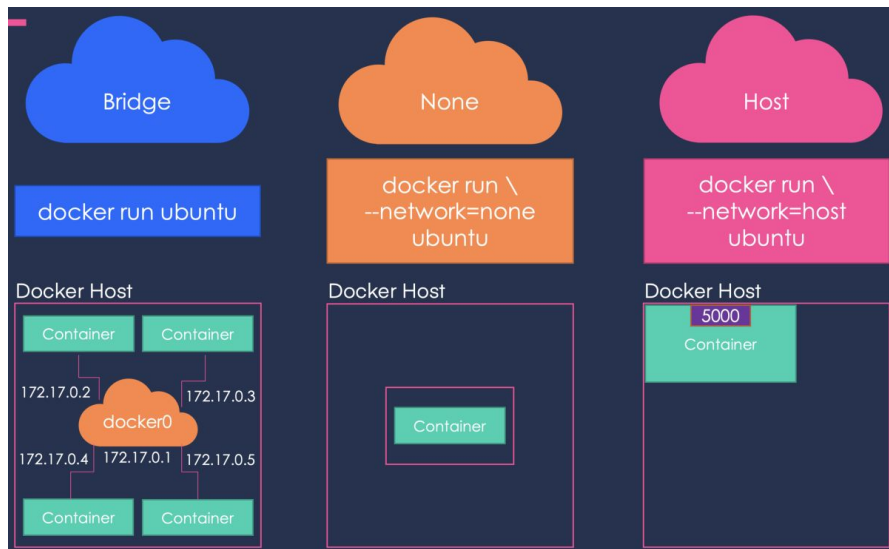 Bridge
None
Host
docker run ubuntu
docker run \
--network=none
ubuntu
docker run \
--network=host
ubuntu
Docker Host
Container
Container
172.17.0.2
172.17.0.3
docker0
172.17.0.4
172.17.0.1
172.17.0.5
Container
Container
Docker Host
Container
Docker Host
5000
Container